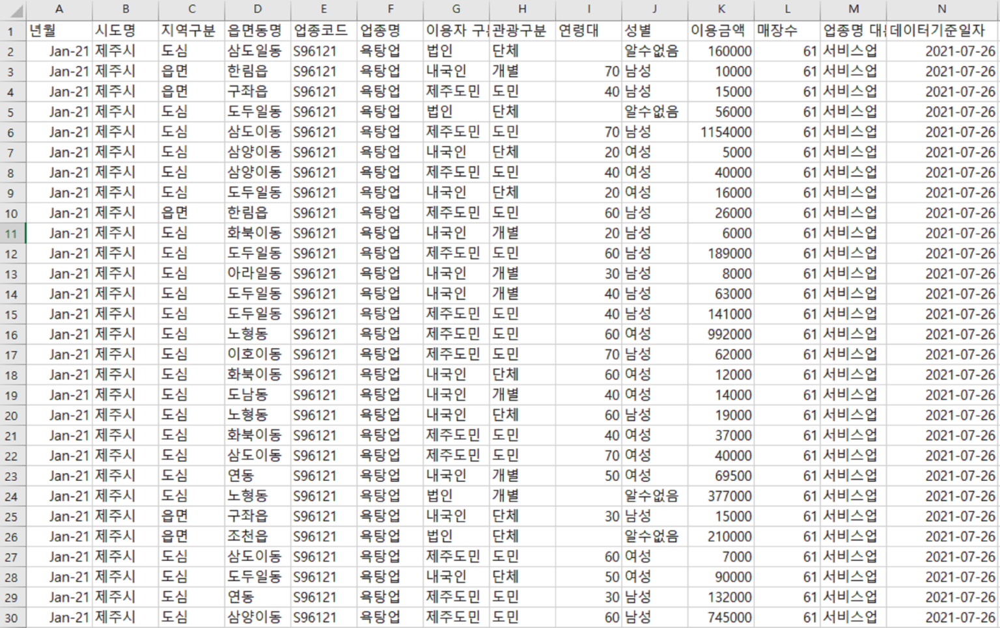 A B C D E F G H I J K L M N
1 년월 시도명 지역구분 읍면동명 업종코드 업종명 이용자 구 관광구분 연령대 성별 이용금액 매장수 업종명 대 데이터기준일자
2 Jan-21 제주시 도심 삼도일동 S96121 욕탕업 법인 단체 알수없음 160000 61 서비스업 2021-07-26
3 Jan-21 제주시 읍면 한림읍 S96121 욕탕업 내국인 개별 70 남성 10000 61 서비스업 2021-07-26
4 Jan-21 제주시 읍면 구좌읍 S96121 욕탕업 제주도민 도민 40 남성 15000 61 서비스업 2021-07-26
5 Jan-21 제주시 도심 도두일동 S96121 욕탕업 법인 단체 알수없음 56000 61 서비스업 2021-07-26
6 Jan-21 제주시 도심 삼도이동 S96121 욕탕업 제주도민 도민 70 남성 1154000 61 서비스업 2021-07-26
7 Jan-21 제주시 도심 삼양이동 S96121 욕탕업 내국인 단체 20 여성 5000 61 서비스업 2021-07-26
8 Jan-21 제주시 도심 삼양이동 S96121 욕탕업 제주도민 도민 40 여성 40000 61 서비스업 2021-07-26
9 Jan-21 제주시 도심 도두일동 S96121 욕탕업 내국인 단체 20 여성 16000 61 서비스업 2021-07-26
10 Jan-21 제주시 읍면 한림읍 S96121 욕탕업 제주도민 도민 60 남성 26000 61 서비스업 2021-07-26
11 Jan-21 제주시 도심 화북이동 S96121 욕탕업 내국인 개별 20 남성 6000 61 서비스업 2021-07-26
12 Jan-21 제주시 도심 도두일동 S96121 욕탕업 제주도민 도민 60 남성 189000 61 서비스업 2021-07-26
13 Jan-21 제주시 도심 아라일동 S96121 욕탕업 내국인 개별 30 남성 8000 61 서비스업 2021-07-26
14 Jan-21 제주시 도심 도두일동 S96121 욕탕업 내국인 개별 40 남성 63000 61 서비스업 2021-07-26
15 Jan-21 제주시 도심 도두일동 S96121 욕탕업 제주도민 도민 40 남성 141000 61 서비스업 2021-07-26
16 Jan-21 제주시 도심 노형동 S96121 욕탕업 제주도민 도민 60 여성 992000 61 서비스업 2021-07-26
17 Jan-21 제주시 도심 이호이동 S96121 욕탕업 제주도민 도민 70 남성 62000 61 서비스업 2021-07-26
18 Jan-21 제주시 도심 화북이동 S96121 욕탕업 내국인 단체 60 여성 12000 61 서비스업 2021-07-26
19 Jan-21 제주시 도심 도남동 S96121 욕탕업 내국인 개별 40 여성 14000 61 서비스업 2021-07-26
20 Jan-21 제주시 도심 노형동 S96121 욕탕업 내국인 단체 60 남성 19000 61 서비스업 2021-07-26
21 Jan-21 제주시 도심 화북이동 S96121 욕탕업 제주도민 도민 40 여성 37000 61 서비스업 2021-07-26
22 Jan-21 제주시 도심 삼도이동 S96121 욕탕업 제주도민 도민 70 여성 40000 61 서비스업 2021-07-26
23 Jan-21 제주시 도심 연동 S96121 욕탕업 내국인 개별 50 여성 69500 61 서비스업 2021-07-26
24 Jan-21 제주시 도심 노형동 S96121 욕탕업 법인 개별 알수없음 377000 61 서비스업 2021-07-26
25 Jan-21 제주시 읍면 구좌읍 S96121 욕탕업 내국인 단체 30 남성 15000 61 서비스업 2021-07-26
26 Jan-21 제주시 읍면 조천읍 S96121 욕탕업 법인 단체 알수없음 210000 61 서비스업 2021-07-26
27 Jan-21 제주시 도심 삼도이동 S96121 욕탕업 제주도민 도민 60 여성 7000 61 서비스업 2021-07-26
28 Jan-21 제주시 도심 도두일동 S96121 욕탕업 내국인 단체 50 여성 90000 61 서비스업 2021-07-26
29 Jan-21 제주시 도심 연동 S96121 욕탕업 제주도민 도민 30 남성 132000 61 서비스업 2021-07-26
30 Jan-21 제주시 도심 삼양이동 S96121 욕탕업 제주도민 도민 60 남성 745000 61 서비스업 2021-07-26